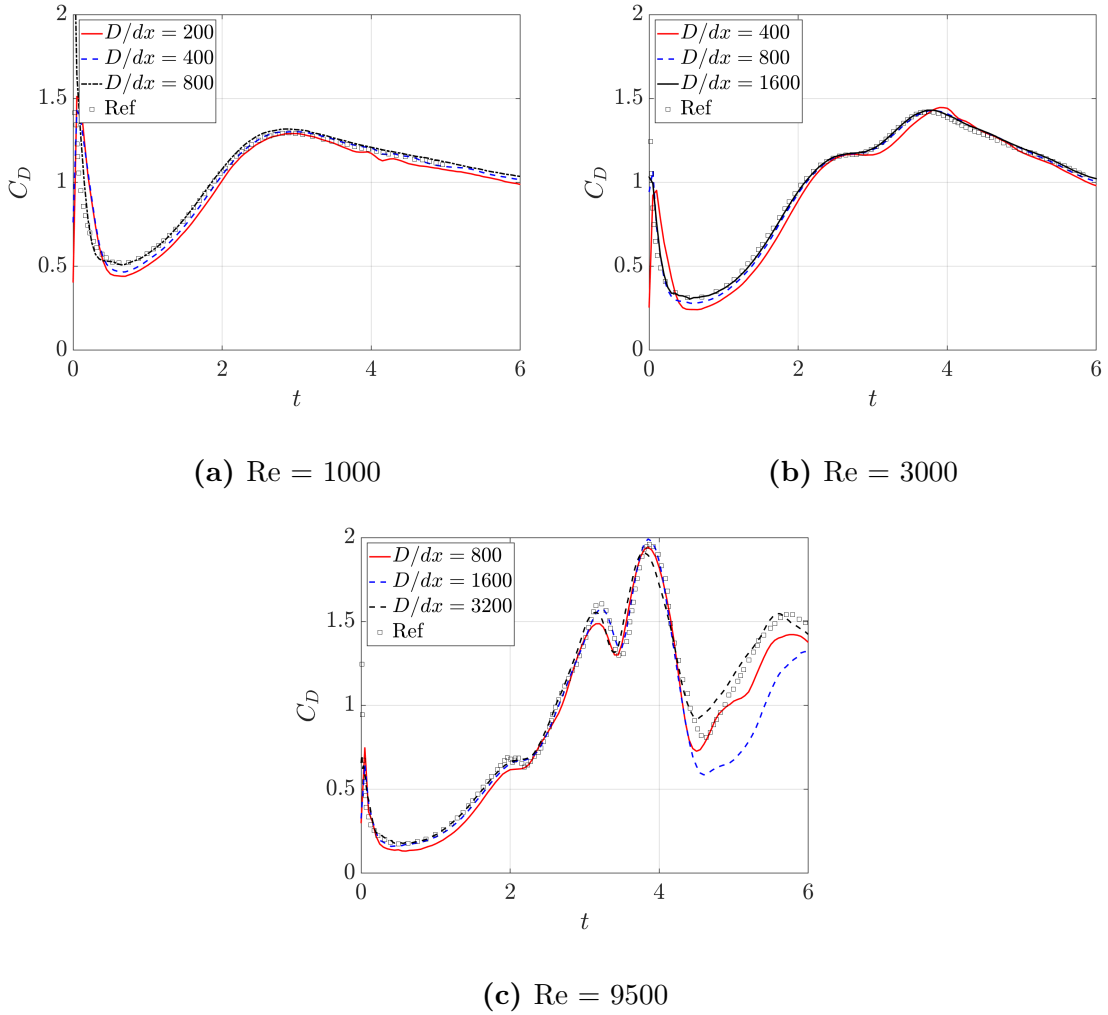 2
1.5
1
0.5
0
C_D
0
2
4
6
t
D/dx = 200
D/dx = 400
D/dx = 800
Ref
(a) Re = 1000
2
1.5
1
0.5
0
C_D
0
2
4
6
t
D/dx = 400
D/dx = 800
D/dx = 1600
Ref
(b) Re = 3000
2
1.5
1
0.5
0
C_D
0
2
4
6
t
D/dx = 800
D/dx = 1600
D/dx = 3200
Ref
(c) Re = 9500